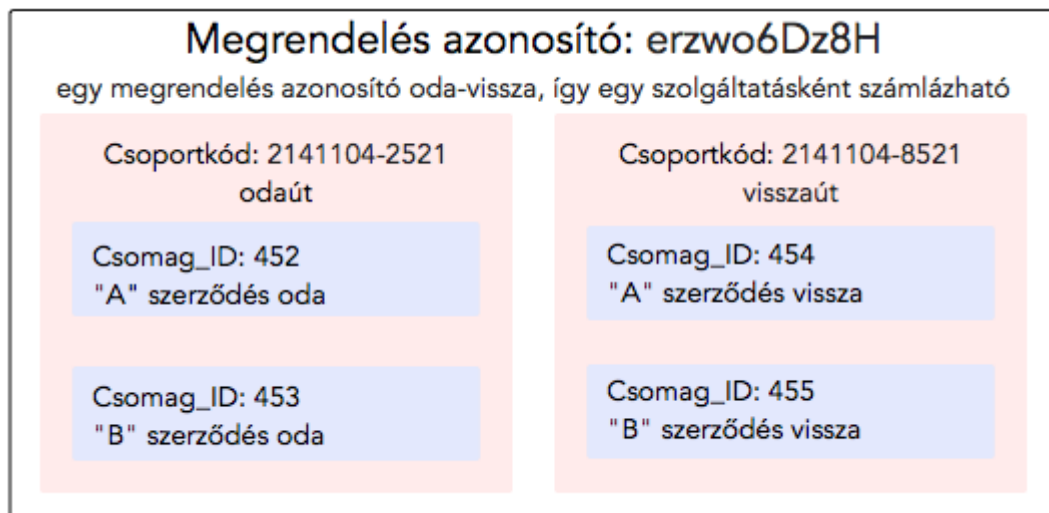 Megrendelés azonosító: erzwo6Dz8H
egy megrendelés azonosító oda-vissza, így egy szolgáltatásként számlázható
Csoportkód: 2141104-2521
odaút
Csomag_ID: 452
"A" szerződés oda
Csomag_ID: 453
"B" szerződés oda
Csoportkód: 2141104-8521
visszaút
Csomag_ID: 454
"A" szerződés vissza
Csomag_ID: 455
"B" szerződés vissza